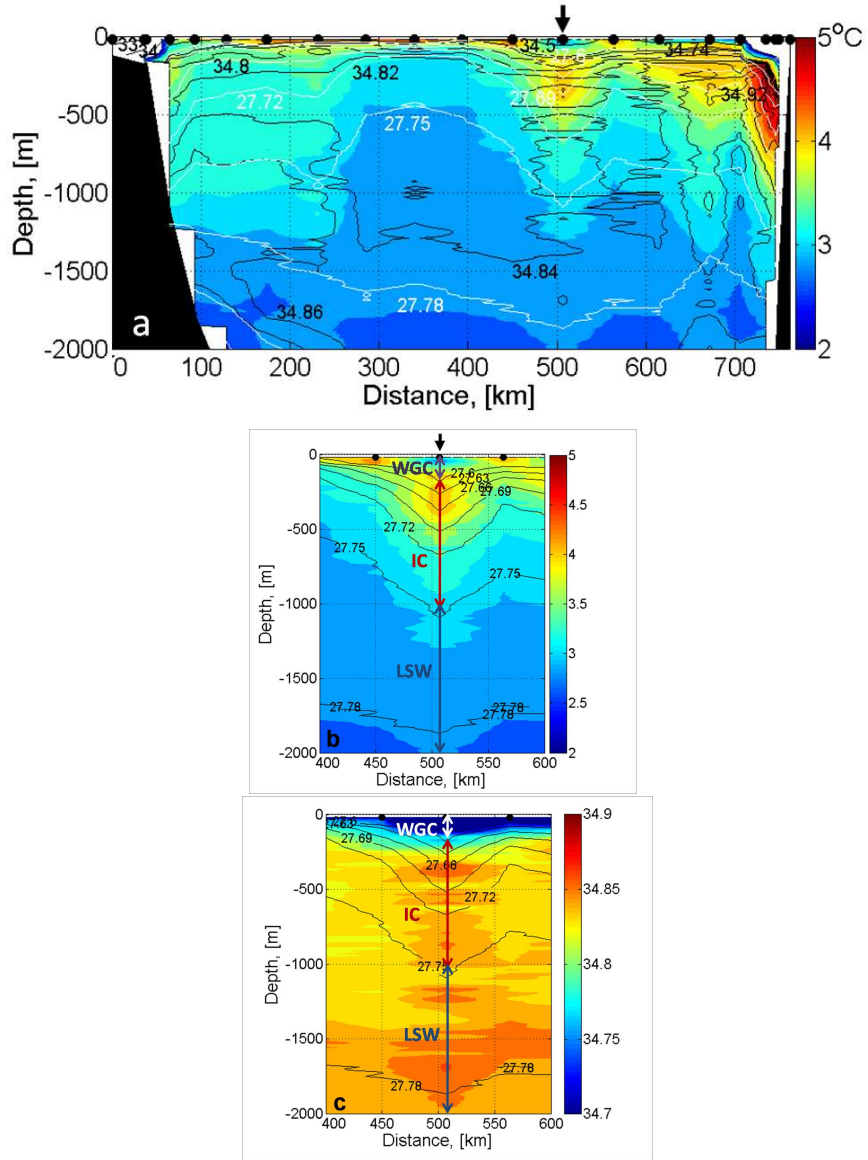 33 34 34.5 34.74 5°C
0
34.8 34.82 27.69 34.92 4
27.72
-500
27.75
Depth, [m]
-1000 3
-1500 34.84
27.78
34.86
a
-2000 2
0 100 200 300 400 500 600 700
Distance, [km]
0 5
WGC 27.6
27.63
27.66
27.69 4.5
-500 27.72
4
27.75 IC 27.75
Depth, [m]
-1000 3.5
LSW
-1500 3
27.78 27.78
27.78 2.5
b
-2000 2
400 450 500 550 600
Distance, [km]
0 34.9
WGC
27.69
27.66
-500 27.72 34.85
IC
Depth, [m]
-1000 27.75 34.8
LSW
-1500 34.75
27.78 27.78
27.78
c
-2000 34.7
400 450 500 550 600
Distance, [km]